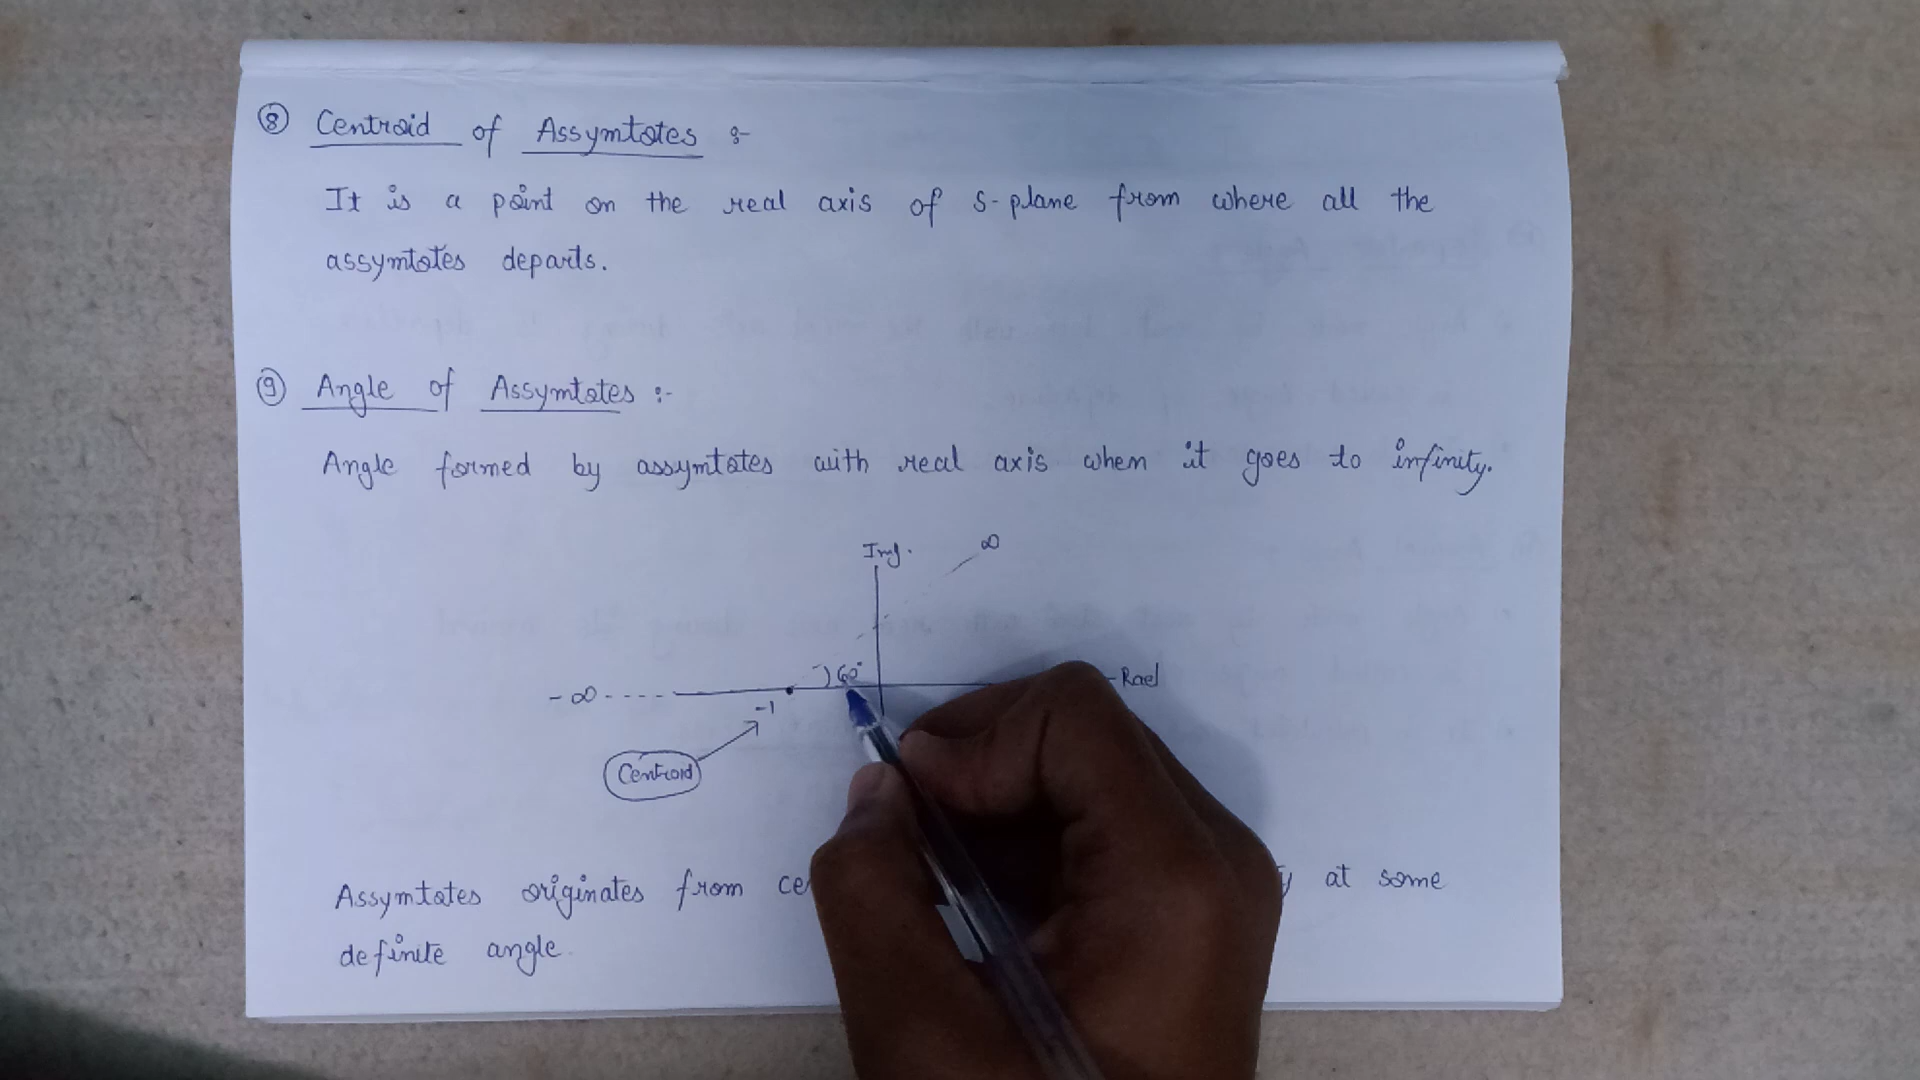 ⑧ Centroid of Assymtotes :-
It is a point on the real axis of S-plane from where all the
assymtotes departs.
⑨ Angle of Assymtotes :-
Angle formed by assymtotes with real axis when it goes to infinity.
Img. ∞
60°
-∞ Rael
-1
Centroid
Assymtotes originates from at some
definite angle.